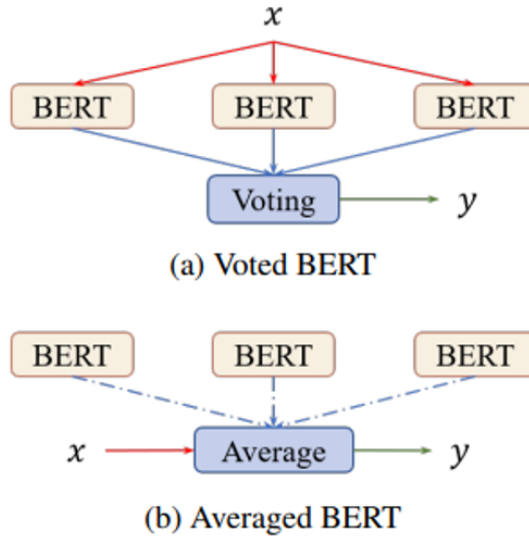 x
BERT BERT BERT
Voting y
(a) Voted BERT
BERT BERT BERT
x Average y
(b) Averaged BERT